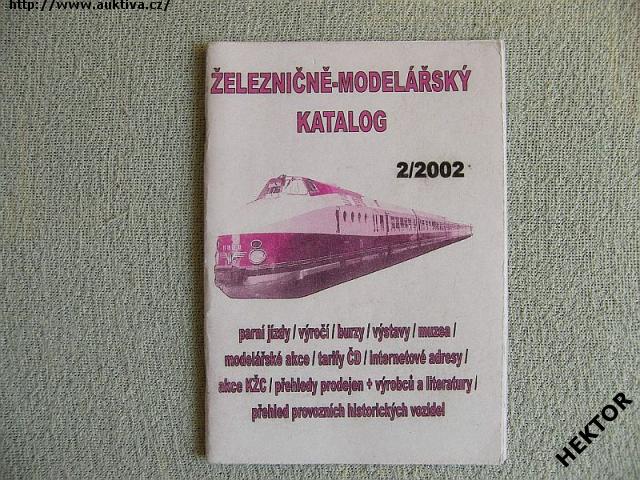 http://www.auktiva.cz/
ŽELEZNIČNĚ-MODELÁŘSKÝ
KATALOG
2/2002
parní jízdy / výročí / burzy / výstavy / muzea /
modelářské akce / tarify ČD / internetové adresy /
akce KŽC / přehledy prodejen + výrobců a literatury /
přehled provozních historických vozidel
HEKTOR